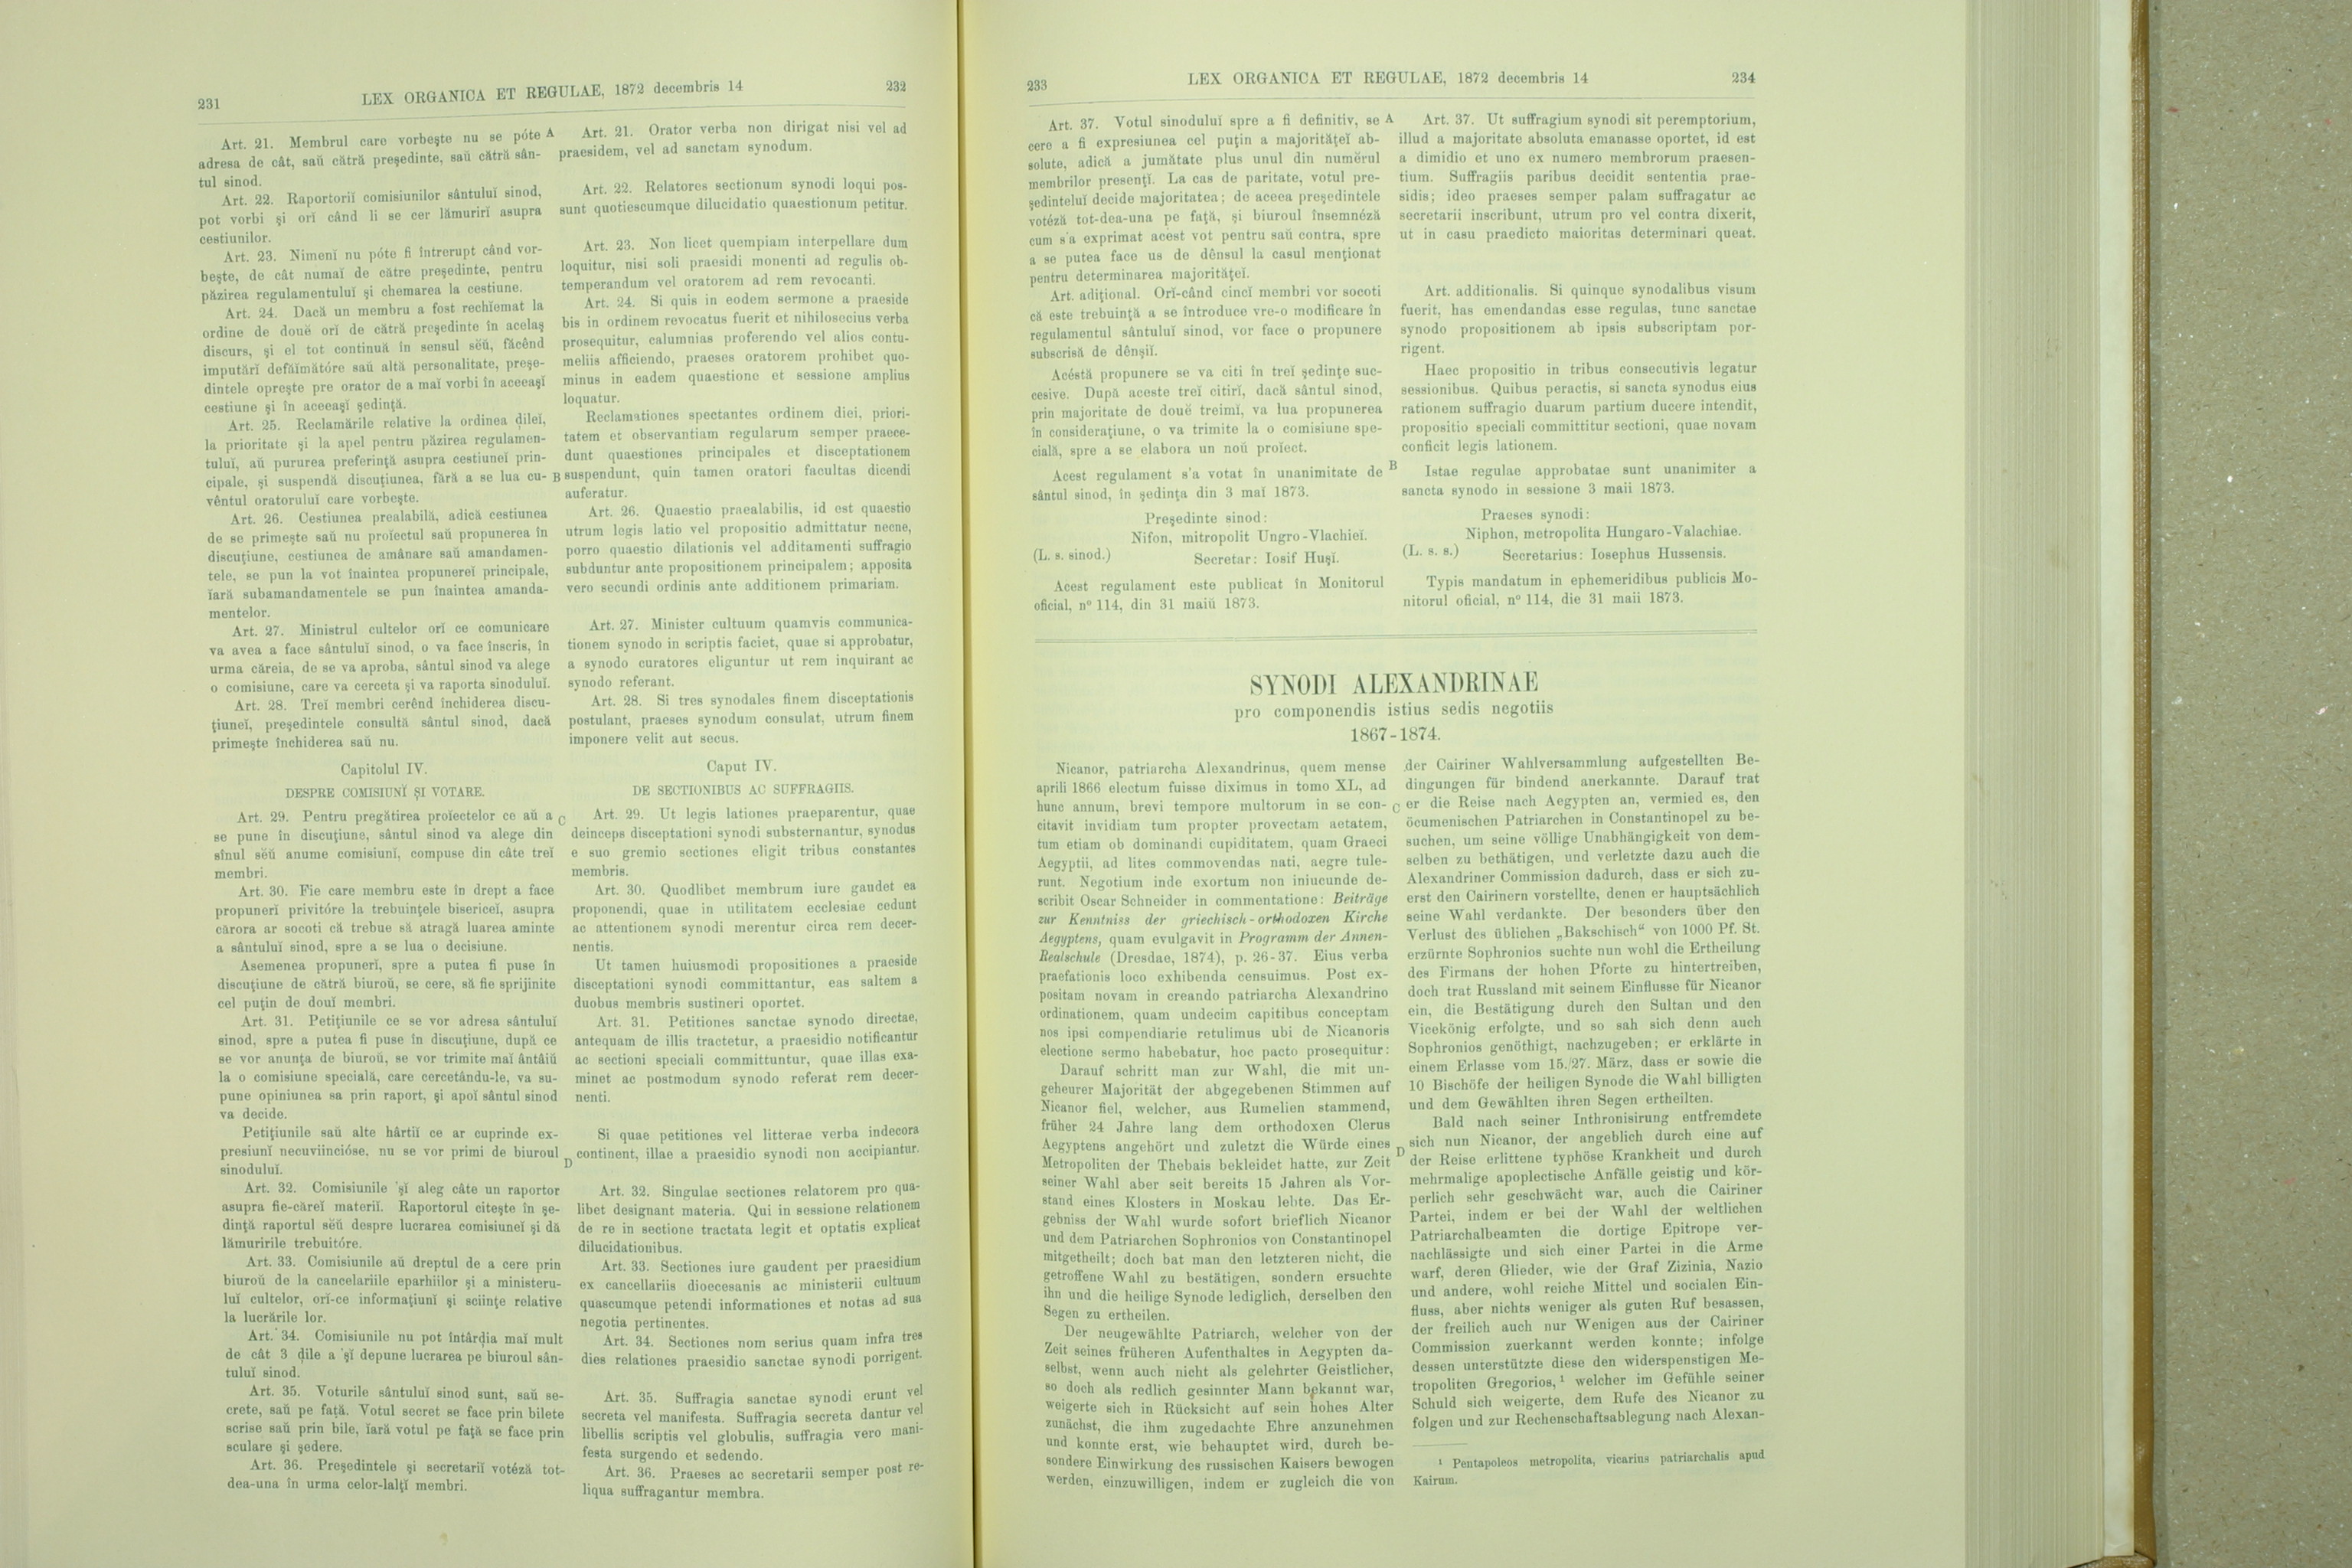 231
LEX ORGANICA ET REGULAE, 1872 decembris 14
232
Art. 21. Membrul care vorbește nu se póte
adresa de cât, saŭ cătră preşedinte, saŭ cătră sân-
tul sinod.
Art. 22. Raportoriĭ comisiunilor sântuluĭ sinod,
pot vorbi şi orĭ când li se cer lămurirĭ asupra
cestiunilor.
Art. 23. Nimenĭ nu póte fi întrerupt când vor-
beşte, de cât numaĭ de către preşedinte, pentru
păzirea regulamentuluĭ şi chemarea la cestiune.
Art. 24. Dacă un membru a fost rechĭemat la
ordine de douĕ orĭ de cătră preşedinte în acelaş
discurs, şi el tot continuă în sensul sĕŭ, făcênd
imputărĭ defăĭmătóre saŭ altă personalitate, preşe-
dintele opreşte pre orator de a maĭ vorbi în aceeaşĭ
cestiune şi în aceeaşĭ şedinţă.
Art. 25. Reclamările relative la ordinea ḑileĭ,
la prioritate şi la apel pentru păzirea regulamen-
tuluĭ, aŭ pururea preferinţă asupra cestiuneĭ prin-
cipale, şi suspendă discuţiunea, fără a se lua cu-
vêntul oratoruluĭ care vorbeşte.
Art. 26. Cestiunea prealabilă, adică cestiunea
de se primeşte saŭ nu proĭectul saŭ propunerea în
discuţiune, cestiunea de amânare saŭ amandamen-
tele, se pun la vot înaintea propunereĭ principale,
ĭară subamandamentele se pun înaintea amanda-
mentelor.
Art. 27. Ministrul cultelor orĭ ce comunicare
va avea a face sântuluĭ sinod, o va face înscris, în
urma căreia, de se va aproba, sântul sinod va alege
o comisiune, care va cerceta şi va raporta sinoduluĭ.
Art. 28. Treĭ membri cerênd închiderea discu-
ţiuneĭ, preşedintele consultă sântul sinod, dacă
primeşte închiderea saŭ nu.
Capitolul IV.
DESPRE COMISIUNĬ ŞI VOTARE.
Art. 29. Pentru pregătirea proĭectelor ce aŭ a
se pune în discuţiune, sântul sinod va alege din
sînul sĕŭ anume comisiunĭ, compuse din câte treĭ
membri.
Art. 30. Fie care membru este în drept a face
propunerĭ privitóre la trebuinţele bisericeĭ, asupra
cărora ar socoti că trebue să atragă luarea aminte
a sântuluĭ sinod, spre a se lua o decisiune.
Asemenea propunerĭ, spre a putea fi puse în
discuţiune de cătră biuroŭ, se cere, să fie sprijinite
cel puţin de douĭ membri.
Art. 31. Petiţiunile ce se vor adresa sântuluĭ
sinod, spre a putea fi puse în discuţiune, după ce
se vor anunţa de biuroŭ, se vor trimite maĭ ântâiŭ
la o comisiune specială, care cercetându-le, va su-
pune opiniunea sa prin raport, şi apoĭ sântul sinod
va decide.
Petiţiunile saŭ alte hârtiĭ ce ar cuprinde ex-
presiunĭ necuviinciόse, nu se vor primi de biuroul
sinoduluĭ.
Art. 32. Comisiunile 'şĭ aleg câte un raportor
asupra fie-căreĭ materiĭ. Raportorul citeşte în şe-
dinţă raportul sĕŭ despre lucrarea comisiuneĭ şi dă
lămuririle trebuitóre.
Art. 33. Comisiunile aŭ dreptul de a cere prin
biuroŭ de la cancelariile eparhiilor şi a ministeru-
luĭ cultelor, orĭ-ce informaţiunĭ şi sciinţe relative
la lucrările lor.
Art. 34. Comisiunile nu pot întârḑia maĭ mult
de cât 3 ḑile a 'şĭ depune lucrarea pe biuroul sân-
tuluĭ sinod.
Art. 35. Voturile sântuluĭ sinod sunt, saŭ se-
crete, saŭ pe faţă. Votul secret se face prin bilete
scrise saŭ prin bile, ĭară votul pe faţă se face prin
sculare şi şedere.
Art. 36. Preşedintele şi secretariĭ votéză tot-
dea-una în urma celor-lalţĭ membri.
A
B
C
D
Art. 21. Orator verba non dirigat nisi vel ad
praesidem, vel ad sanctam synodum.
Art. 22. Relatores sectionum synodi loqui pos-
sunt quotiescumque dilucidatio quaestionum petitur.
Art. 23. Non licet quempiam interpellare dum
loquitur, nisi soli praesidi monenti ad regulis ob-
temperandum vel oratorem ad rem revocanti.
Art. 24. Si quis in eodem sermone a praeside
bis in ordinem revocatus fuerit et nihilosecius verba
prosequitur, calumnias proferendo vel alios contu-
meliis afficiendo, praeses oratorem prohibet quo-
minus in eadem quaestione et sessione amplius
loquatur.
Reclamationes spectantes ordinem diei, priori-
tatem et observantiam regularum semper praece-
dunt quaestiones principales et disceptationem
suspendunt, quin tamen oratori facultas dicendi
auferatur.
Art. 26. Quaestio praealabilis, id est quaestio
utrum legis latio vel propositio admittatur necne,
porro quaestio dilationis vel additamenti suffragio
subduntur ante propositionem principalem; apposita
vero secundi ordinis ante additionem primariam.
Art. 27. Minister cultuum quamvis communica-
tionem synodo in scriptis faciet, quae si approbatur,
a synodo curatores eliguntur ut rem inquirant ac
synodo referant.
Art. 28. Si tres synodales finem disceptationis
postulant, praeses synodum consulat, utrum finem
imponere velit aut secus.
Caput IV.
DE SECTIONIBUS AC SUFFRAGIIS.
Art. 29. Ut legis lationes praeparentur, quae
deinceps disceptationi synodi substernantur, synodus
e suo gremio sectiones eligit tribus constantes
membris.
Art. 30. Quodlibet membrum iure gaudet ea
proponendi, quae in utilitatem ecclesiae cedunt
ac attentionem synodi merentur circa rem decer-
nentis.
Ut tamen huiusmodi propositiones a praeside
disceptationi synodi committantur, eas saltem a
duobus membris sustineri oportet.
Art. 31. Petitiones sanctae synodo directae,
antequam de illis tractetur, a praesidio notificantur
ac sectioni speciali committuntur, quae illas exa-
minet ac postmodum synodo referat rem decer-
nenti.
Si quae petitiones vel litterae verba indecora
continent, illae a praesidio synodi non accipiantur.
Art. 32. Singulae sectiones relatorem pro qua-
libet designant materia. Qui in sessione relationem
de re in sectione tractata legit et optatis explicat
dilucidationibus.
Art. 33. Sectiones iure gaudent per praesidium
ex cancellariis dioecesanis ac ministerii cultuum
quascumque petendi informationes et notas ad sua
negotia pertinentes.
Art. 34. Sectiones nom serius quam infra tres
dies relationes praesidio sanctae synodi porrigent.
Art. 35. Suffragia sanctae synodi erunt vel
secreta vel manifesta. Suffragia secreta dantur vel
libellis scriptis vel globulis, suffragia vero mani-
festa surgendo et sedendo.
Art. 36. Praeses ac secretarii semper post re-
liqua suffragantur membra.
233
LEX ORGANICA ET REGULAE, 1872 decembris 14
234
Art. 37. Votul sinoduluĭ spre a fi definitiv, se
cere a fi expresiunea cel puţin a majorităţeĭ ab-
solute, adică a jumătate plus unul din numĕrul
membrilor presenţĭ. La cas de paritate, votul pre-
şedinteluĭ decide majoritatea; de aceea preşedintele
votéză tot-dea-una pe faţă, şi biuroul însemnéză
cum s'a exprimat acest vot pentru saŭ contra, spre
a se putea face us de dênsul la casul menţionat
pentru determinarea majorităţeĭ.
Art. adiţional. Orĭ-când cincĭ membri vor socoti
că este trebuinţă a se întroduce vre-o modificare în
regulamentul sântuluĭ sinod, vor face o propunere
subscrisă de dênşiĭ.
Acéstă propunere se va citi în treĭ şedinţe suc-
cesive. După aceste treĭ citirĭ, dacă sântul sinod,
prin majoritate de douĕ treimĭ, va lua propunerea
în consideraţiune, o va trimite la o comisiune spe-
cială, spre a se elabora un noŭ proĭect.
Acest regulament s'a votat în unanimitate de
sântul sinod, în şedinţa din 3 maĭ 1873.
Preşedinte sinod:
Nifon, mitropolit Ungro-Vlachieĭ.
(L. s. sinod.)
Secretar: Iosif Huşĭ.
Acest regulament este publicat în Monitorul
oficial, n° 114, din 31 maiŭ 1873.
A
B
Art. 37. Ut suffragium synodi sit peremptorium,
illud a majoritate absoluta emanasse oportet, id est
a dimidio et uno ex numero membrorum praesen-
tium. Suffragiis paribus decidit sententia prae-
sidis; ideo praeses semper palam suffragatur ac
secretarii inscribunt, utrum pro vel contra dixerit,
ut in casu praedicto maioritas determinari queat.
Art. additionalis. Si quinque synodalibus visum
fuerit, has emendandas esse regulas, tunc sanctae
synodo propositionem ab ipsis subscriptam por-
rigent.
Haec propositio in tribus consecutivis legatur
sessionibus. Quibus peractis, si sancta synodus eius
rationem suffragio duarum partium ducere intendit,
propositio speciali committitur sectioni, quae novam
conficit legis lationem.
Istae regulae approbatae sunt unanimiter a
sancta synodo in sessione 3 maii 1873.
Praeses synodi:
Niphon, metropolita Hungaro-Valachiae.
(L. s. s.)
Secretarius: Iosephus Hussensis.
Typis mandatum in ephemeridibus publicis Mo-
nitorul oficial, n° 114, die 31 maii 1873.
SYNODI ALEXANDRINAE
pro componendis istius sedis negotiis
1867-1874.
Nicanor, patriarcha Alexandrinus, quem mense
aprili 1866 electum fuisse diximus in tomo XL, ad
hunc annum, brevi tempore multorum in se con-
citavit invidiam tum propter provectam aetatem,
tum etiam ob dominandi cupiditatem, quam Graeci
Aegyptii, ad lites commovendas nati, aegre tule-
runt. Negotium inde exortum non iniucunde de-
scribit Oscar Schneider in commentatione: Beiträge
zur Kenntniss der griechisch-orthodoxen Kirche
Aegyptens, quam evulgavit in Programm der Annen-
Realschule (Dresdae, 1874), p. 26-37. Eius verba
praefationis loco exhibenda censuimus. Post ex-
positam novam in creando patriarcha Alexandrino
ordinationem, quam undecim capitibus conceptam
nos ipsi compendiarie retulimus ubi de Nicanoris
electione sermo habebatur, hoc pacto prosequitur:
Darauf schritt man zur Wahl, die mit un-
geheurer Majorität der abgegebenen Stimmen auf
Nicanor fiel, welcher, aus Rumelien stammend,
früher 24 Jahre lang dem orthodoxen Clerus
Aegyptens angehört und zuletzt die Würde eines
Metropoliten der Thebais bekleidet hatte, zur Zeit
seiner Wahl aber seit bereits 15 Jahren als Vor-
stand eines Klosters in Moskau lebte. Das Er-
gebniss der Wahl wurde sofort brieflich Nicanor
und dem Patriarchen Sophronios von Constantinopel
mitgetheilt; doch bat man den letzteren nicht, die
getroffene Wahl zu bestätigen, sondern ersuchte
ihn und die heilige Synode lediglich, derselben den
Segen zu ertheilen.
Der neugewählte Patriarch, welcher von der
Zeit seines früheren Aufenthaltes in Aegypten da-
selbst, wenn auch nicht als gelehrter Geistlicher,
so doch als redlich gesinnter Mann bekannt war,
weigerte sich in Rücksicht auf sein hohes Alter
zunächst, die ihm zugedachte Ehre anzunehmen
und konnte erst, wie behauptet wird, durch be-
sondere Einwirkung des russischen Kaisers bewogen
werden, einzuwilligen, indem er zugleich die von
C
D
der Cairiner Wahlversammlung aufgestellten Be-
dingungen für bindend anerkannte. Darauf trat
er die Reise nach Aegypten an, vermied es, den
öcumenischen Patriarchen in Constantinopel zu be-
suchen, um seine völlige Unabhängigkeit von dem-
selben zu bethätigen, und verletzte dazu auch die
Alexandriner Commission dadurch, dass er sich zu-
erst den Cairinern vorstellte, denen er hauptsächlich
seine Wahl verdankte. Der besonders über den
Verlust des üblichen „Bakschisch“ von 1000 Pf. St.
erzürnte Sophronios suchte nun wohl die Ertheilung
des Firmans der hohen Pforte zu hintertreiben,
doch trat Russland mit seinem Einflusse für Nicanor
ein, die Bestätigung durch den Sultan und den
Vicekönig erfolgte, und so sah sich denn auch
Sophronios genöthigt, nachzugeben; er erklärte in
einem Erlasse vom 15./27. März, dass er sowie die
10 Bischöfe der heiligen Synode die Wahl billigten
und dem Gewählten ihren Segen ertheilten.
Bald nach seiner Inthronisirung entfremdete
sich nun Nicanor, der angeblich durch eine auf
der Reise erlittene typhöse Krankheit und durch
mehrmalige apoplectische Anfälle geistig und kör-
perlich sehr geschwächt war, auch die Cairiner
Partei, indem er bei der Wahl der weltlichen
Patriarchalbeamten die dortige Epitrope ver-
nachlässigte und sich einer Partei in die Arme
warf, deren Glieder, wie der Graf Zizinia, Nazio
und andere, wohl reiche Mittel und socialen Ein-
fluss, aber nichts weniger als guten Ruf besassen,
der freilich auch nur Wenigen aus der Cairiner
Commission zuerkannt werden konnte; infolge
dessen unterstützte diese den widerspenstigen Me-
tropoliten Gregorios,¹ welcher im Gefühle seiner
Schuld sich weigerte, dem Rufe des Nicanor zu
folgen und zur Rechenschaftsablegung nach Alexan-
¹ Pentapoleos metropolita, vicarius patriarchalis apud
Kairum.